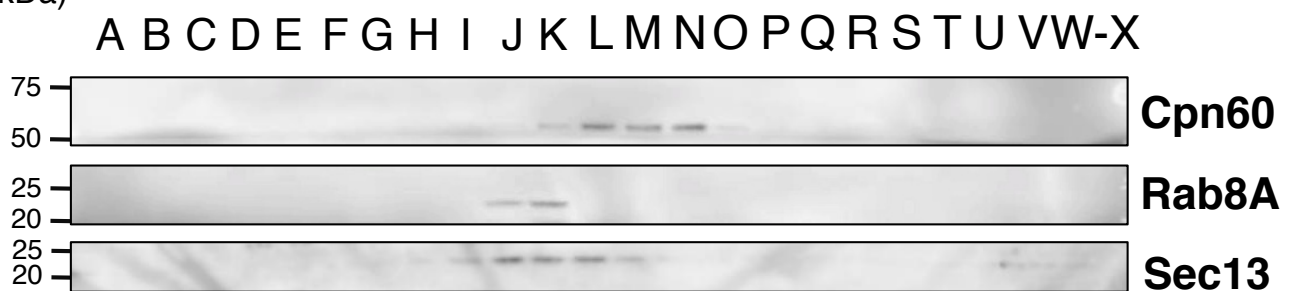 kDa)
A B C D E F G H I J K L M N O P Q R S T U V W-X
75
50
Cpn60
25
20
Rab8A
25
20
Sec13